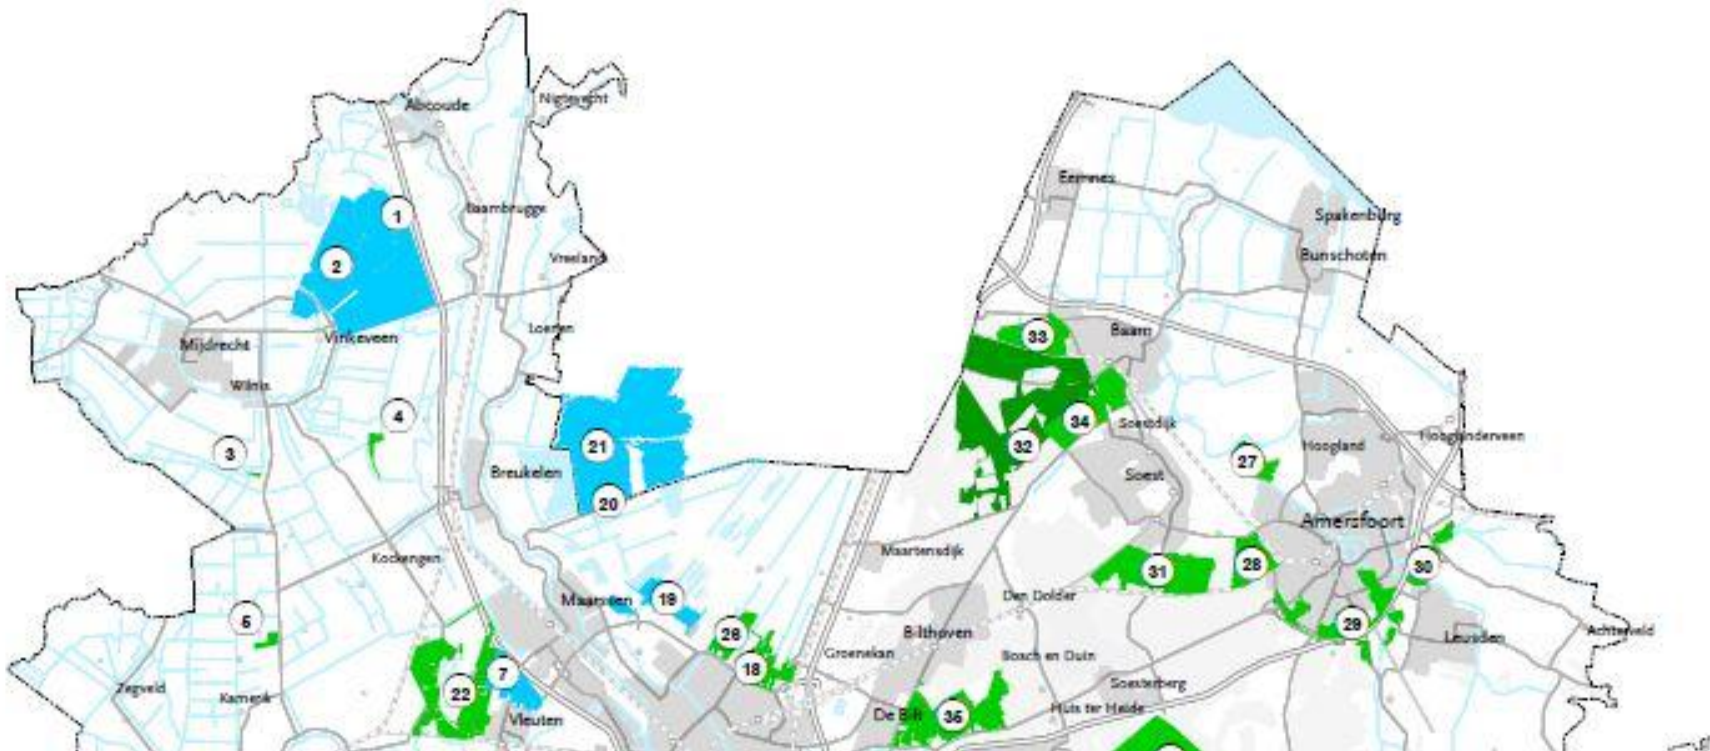 Abcoude
Nigtevecht
Eemnes
1
Baambrugge
Spakenburg
2
Vreeland
Bunschoten
Loenen
Baarn
33
Vinkeveen
Mijdrecht
Wilnis
4
34
Soestdijk
21
32
Hooglanderveen
Hoogland
3
Breukelen
27
Soest
20
Amersfoort
Kockengen
Maartensdijk
31
28
30
Maarssen
19
Den Dolder
5
26
Bilthoven
29
Leusden
Achterveld
Groenekan
Bosch en Duin
18
7
Zegveld
Kamerik
22
Soesterberg
Vleuten
De Bilt
35
Huis ter Heide